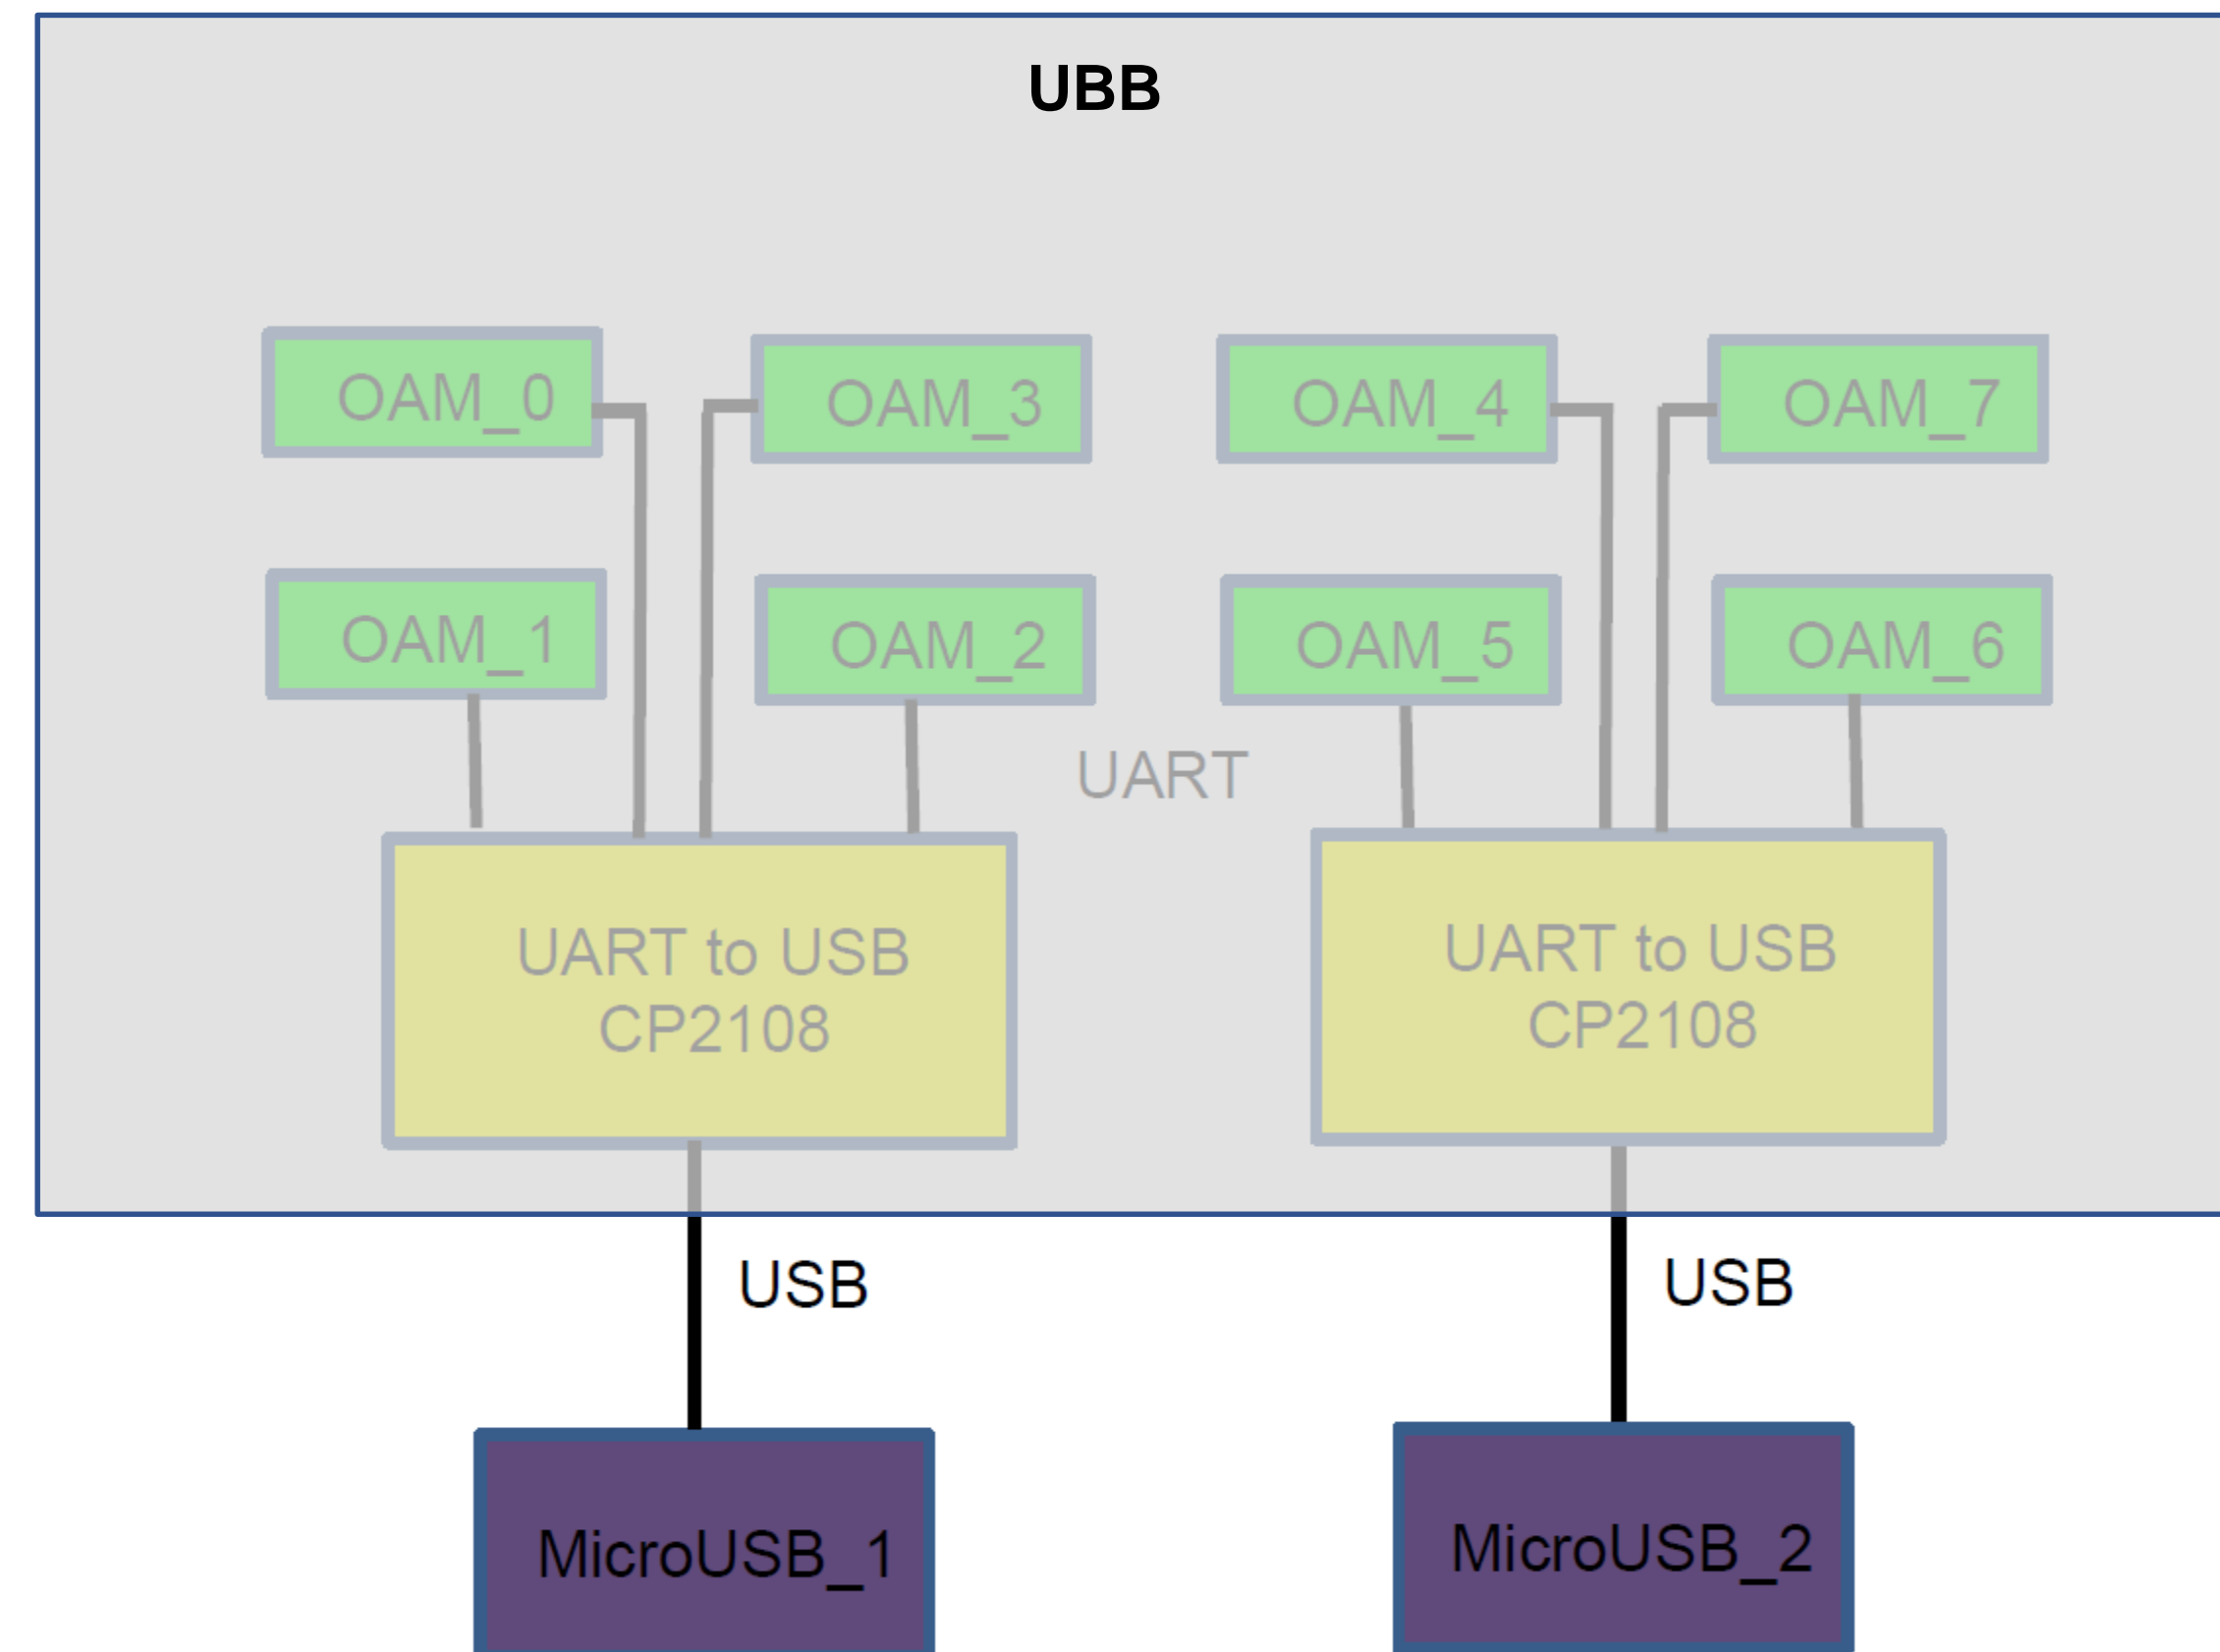 UBB
OAM_0
OAM_3
OAM_4
OAM_7
OAM_1
OAM_2
OAM_5
OAM_6
UART
UART to USB
CP2108
UART to USB
CP2108
USB
USB
MicroUSB_1
MicroUSB_2